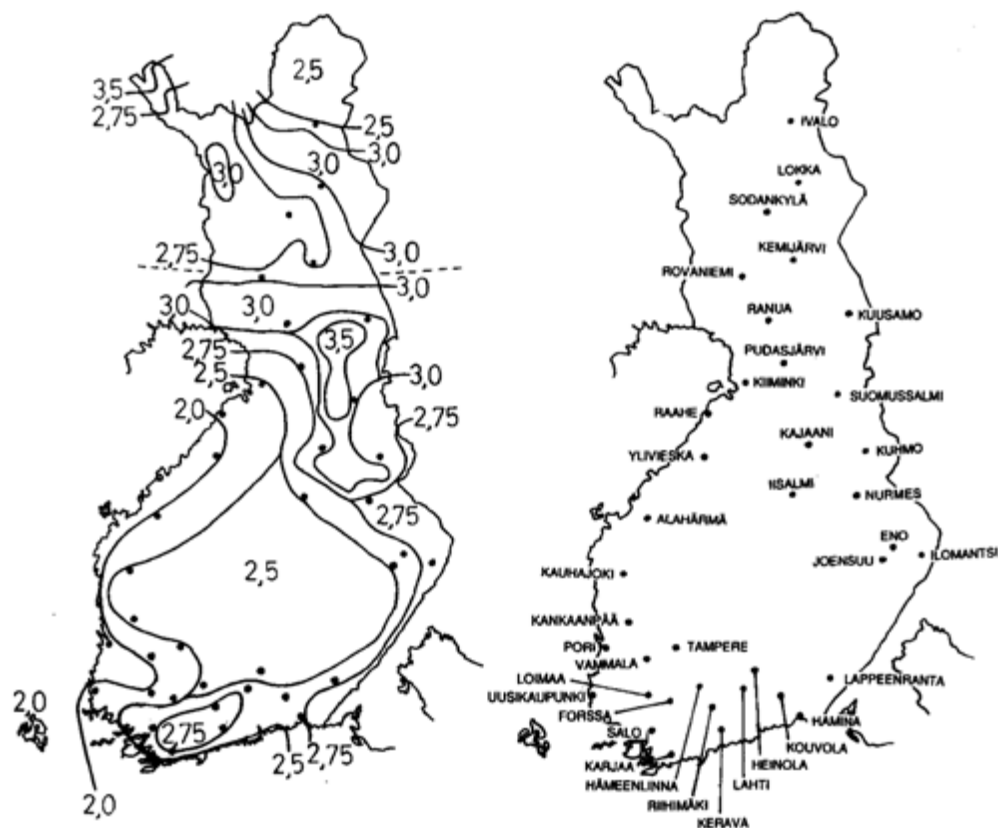 3,5
2,75
2,5
2,5
3,0
3,0
3,0
2,75
3,0
3,0
3,0
3,0
2,75
3,5
2,5
3,0
2,0
2,75
2,75
2,5
2,0
2,75
2,5
2,75
2,0
IVALO
LOKKA
SODANKYLÄ
KEMIJÄRVI
ROVANIEMI
RANUA
KUUSAMO
PUDASJÄRVI
KIIMINKI
SUOMUSSALMI
RAAHE
KAJAANI
YLIVIESKA
KUHMO
IISALMI
NURMES
ALAHÄRMÄ
ENO
ILOMANTSI
JOENSUU
KAUHAJOKI
KANKAANPÄÄ
PORI
TAMPERE
VAMMALA
LOIMAA
LAPPEENRANTA
UUSIKAUPUNKI
FORSSA
HAMINA
SALO
KOUVOLA
KARJAA
HEINOLA
HÄMEENLINNA
LAHTI
RIIHIMÄKI
KERAVA